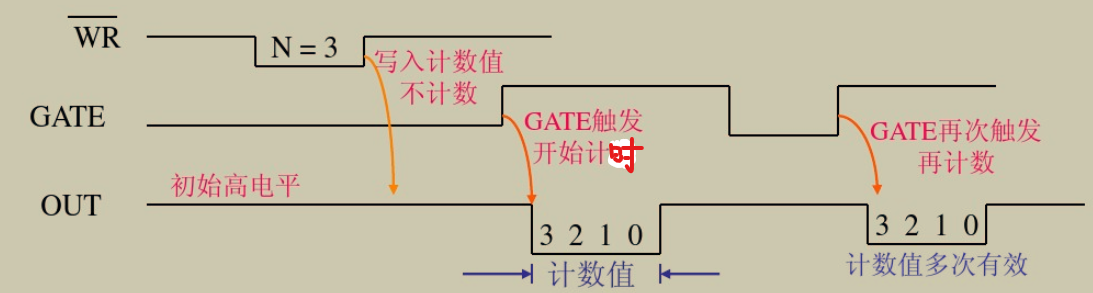 WR
N = 3
写入计数值
不计数
GATE
GATE触发
开始计时
GATE再次触发
再计数
初始高电平
OUT
3 2 1 0
3 2 1 0
计数值
计数值多次有效